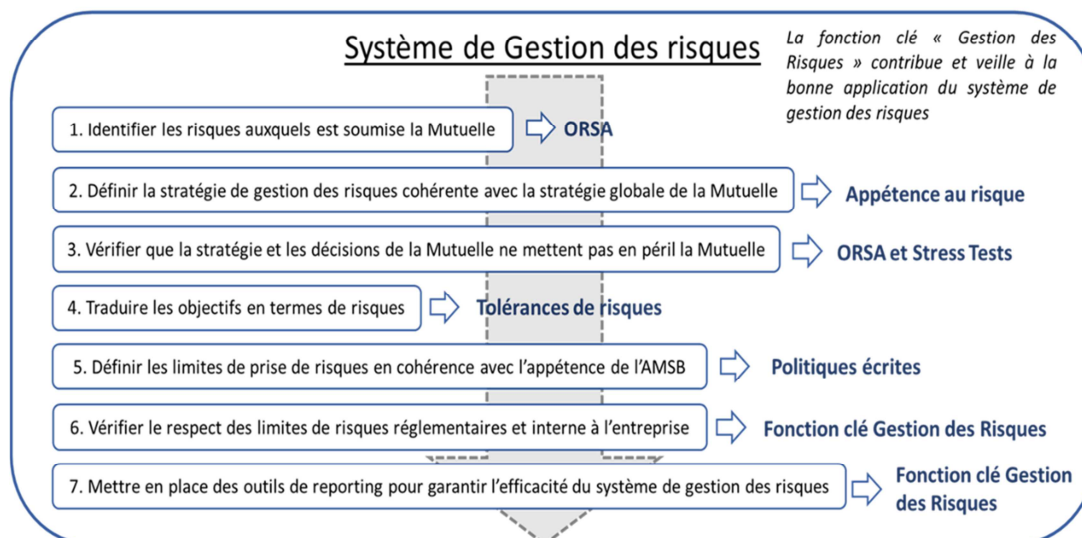 Système de Gestion des risques
La fonction clé « Gestion des
Risques » contribue et veille à la
bonne application du système de
gestion des risques
1. Identifier les risques auxquels est soumise la Mutuelle
ORSA
2. Définir la stratégie de gestion des risques cohérente avec la stratégie globale de la Mutuelle
Appétence au risque
3. Vérifier que la stratégie et les décisions de la Mutuelle ne mettent pas en péril la Mutuelle
ORSA et Stress Tests
4. Traduire les objectifs en termes de risques
Tolérances de risques
5. Définir les limites de prise de risques en cohérence avec l'appétence de l'AMSB
Politiques écrites
6. Vérifier le respect des limites de risques réglementaires et interne à l'entreprise
Fonction clé Gestion des Risques
7. Mettre en place des outils de reporting pour garantir l'efficacité du système de gestion des risques
Fonction clé Gestion
des Risques